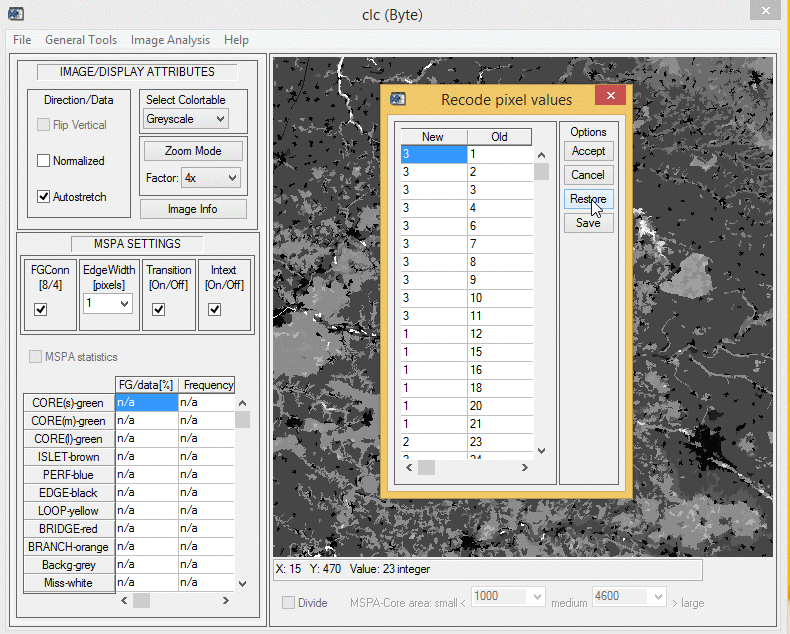 clc (Byte)
File General Tools Image Analysis Help
IMAGE/DISPLAY ATTRIBUTES
Direction/Data
Flip Vertical
Normalized
Autostretch
Select Colortable
Greyscale
Zoom Mode
Factor: 4x
Image Info
MSPA SETTINGS
FGConn
[8/4]
EdgeWidth
[pixels]
1
Transition
[On/Off]
Intext
[On/Off]
MSPA statistics
FG/data[%] Frequency
CORE(s)-green n/a n/a
CORE(m)-green n/a n/a
CORE(l)-green n/a n/a
ISLET-brown n/a n/a
PERF-blue n/a n/a
EDGE-black n/a n/a
LOOP-yellow n/a n/a
BRIDGE-red n/a n/a
BRANCH-orange n/a n/a
Backg-grey n/a n/a
Miss-white n/a n/a
Recode pixel values
New Old
3 1
3 2
3 3
3 4
3 6
3 7
3 8
3 9
3 10
3 11
1 12
1 15
1 16
1 18
1 20
1 21
2 23
2 24
Options
Accept
Cancel
Restore
Save
X: 15 Y: 470 Value: 23 integer
Divide MSPA-Core area: small < 1000 medium 4600 > large